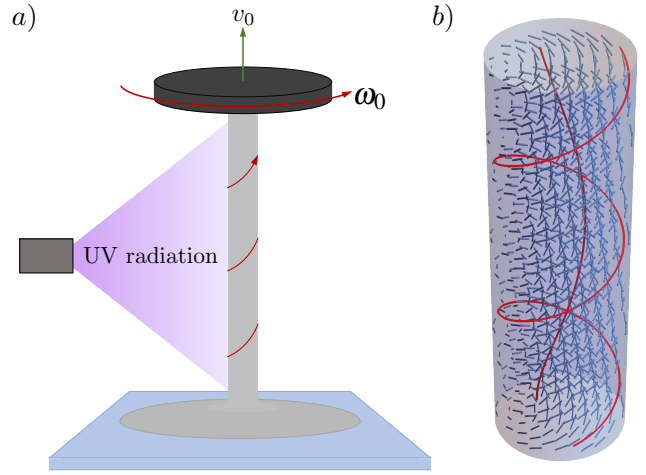 a)
v₀
b)
ω₀
UV radiation